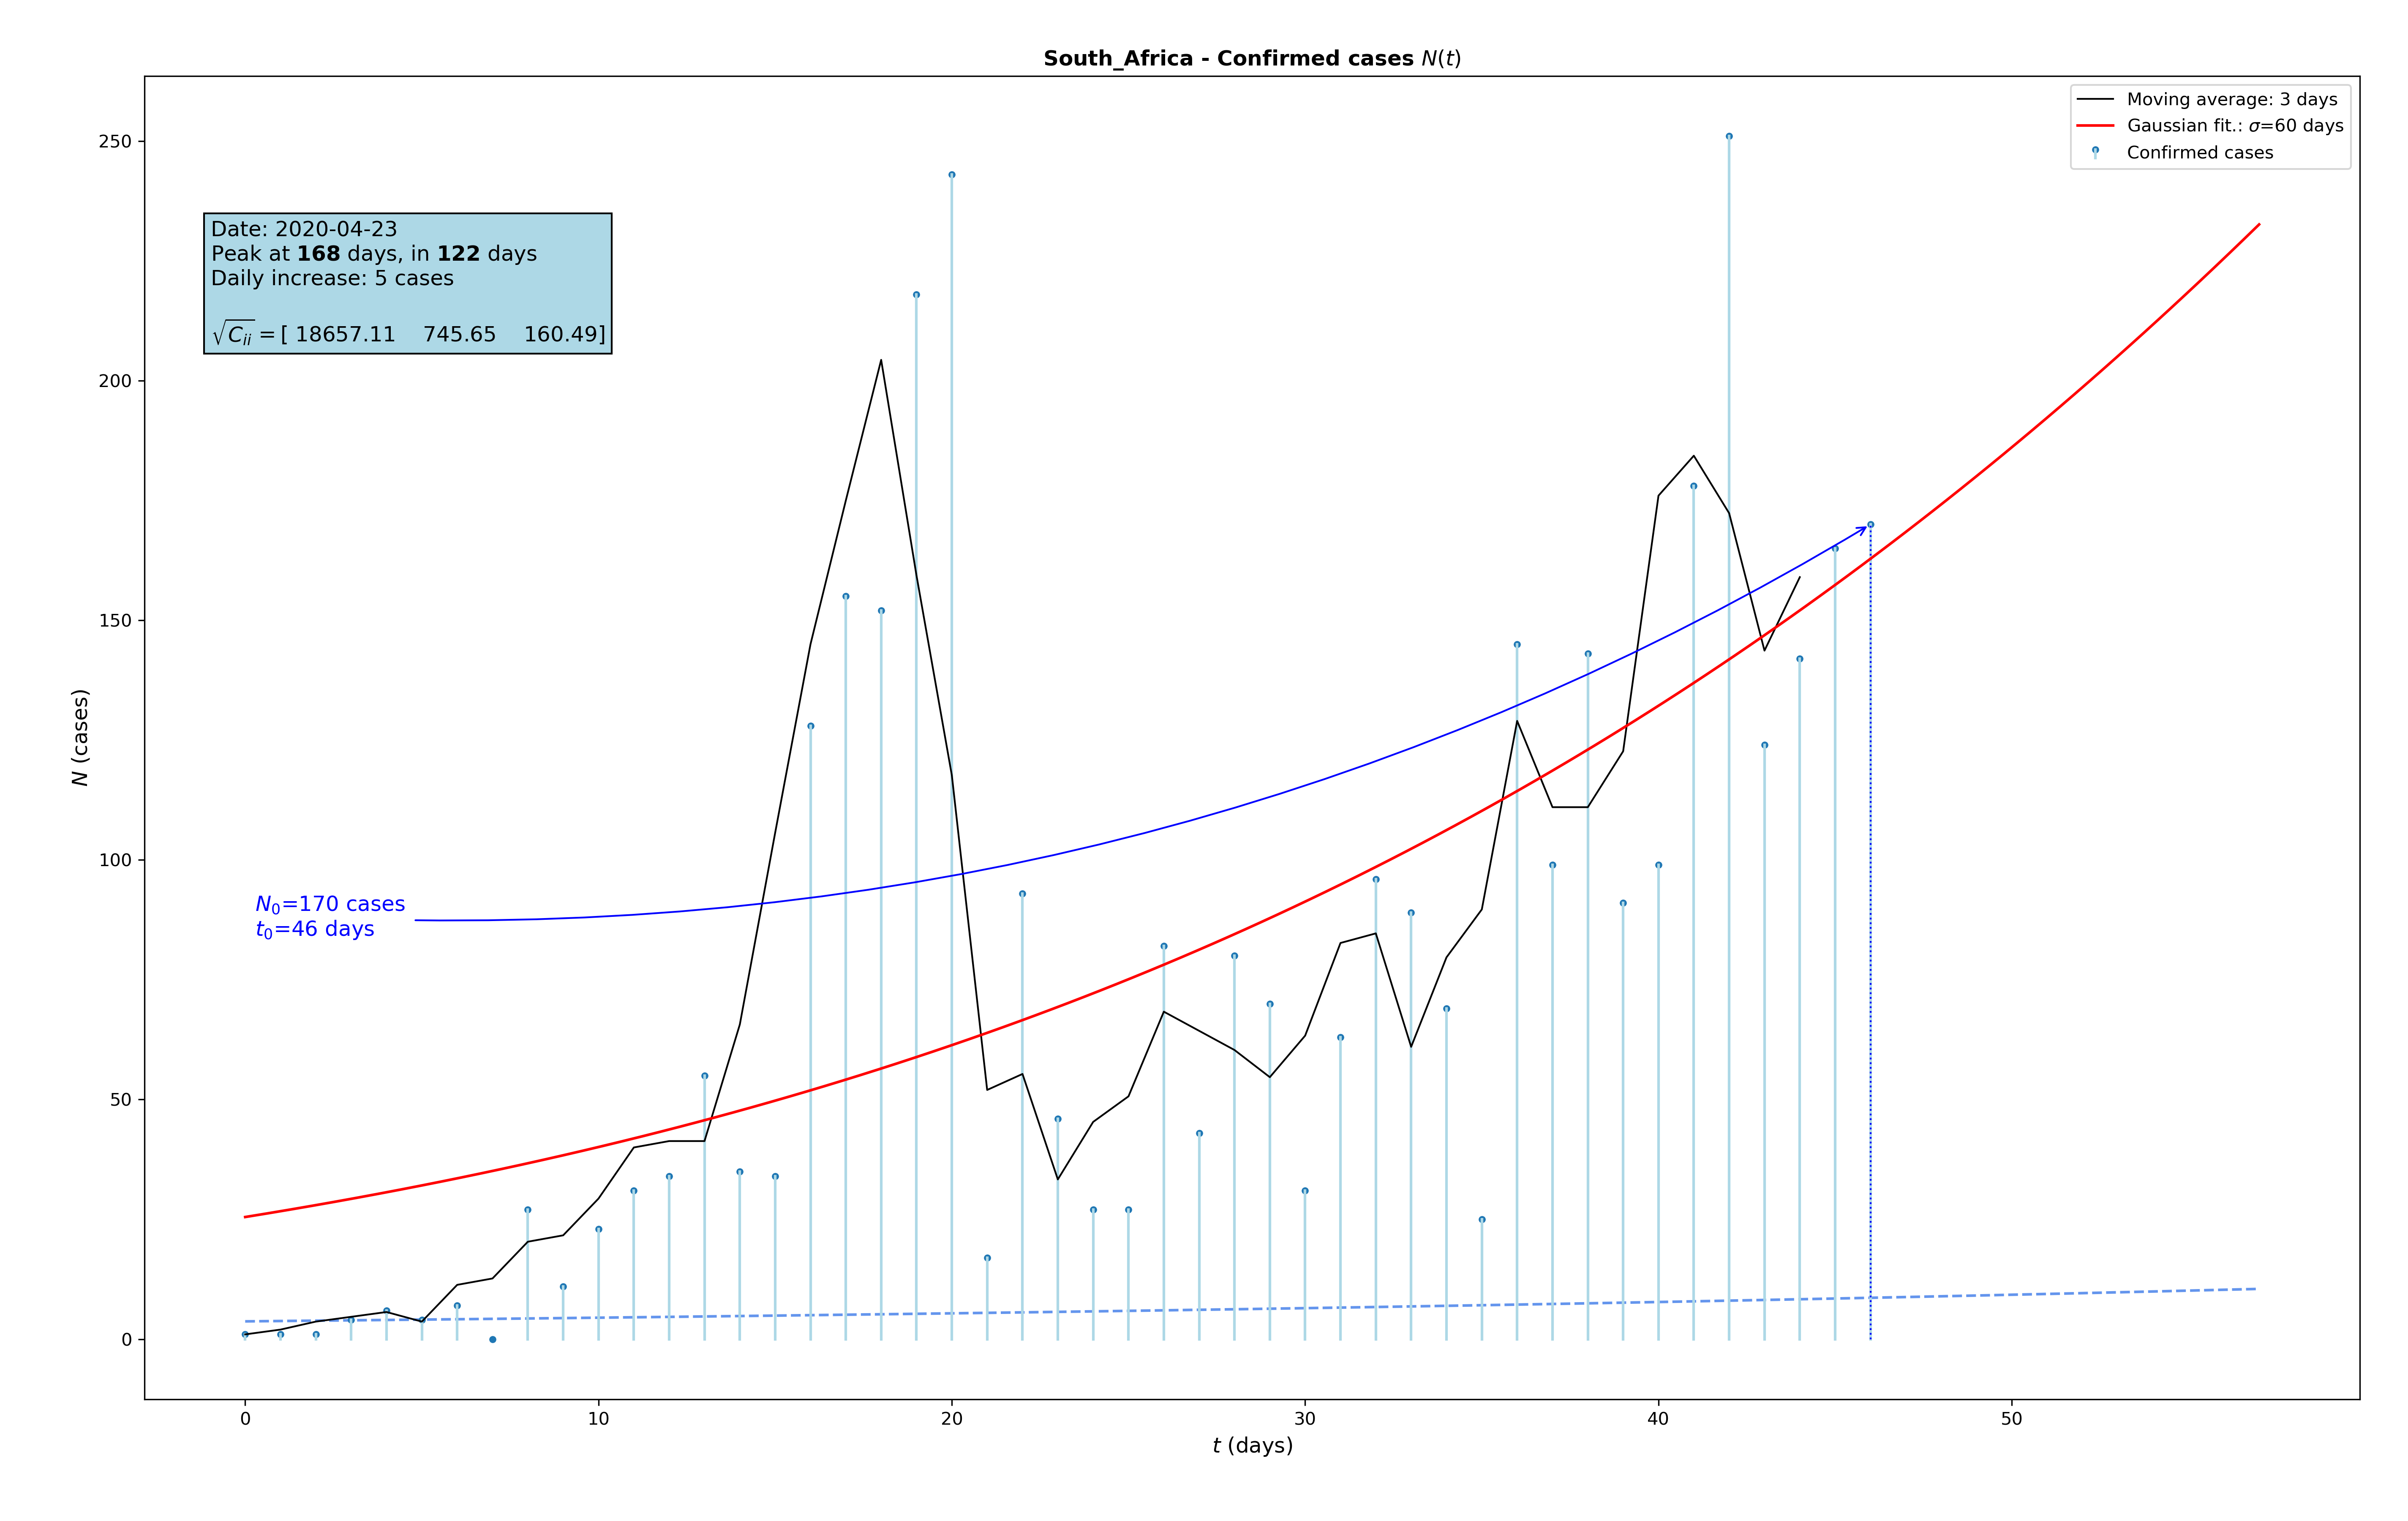 South_Africa - Confirmed cases N(t)
Moving average: 3 days
Gaussian fit.: σ=60 days
Confirmed cases
Date: 2020-04-23
Peak at 168 days, in 122 days
Daily increase: 5 cases
√C_ii = [ 18657.11 745.65 160.49]
N₀=170 cases
t₀=46 days
N (cases)
250
200
150
100
50
0
0 10 20 30 40 50
t (days)